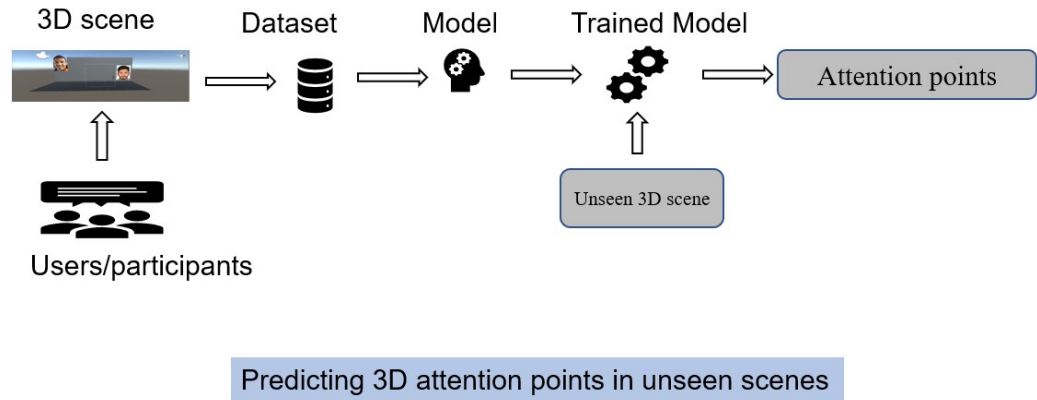 3D scene
Dataset
Model
Trained Model
Attention points
Unseen 3D scene
Users/participants
Predicting 3D attention points in unseen scenes